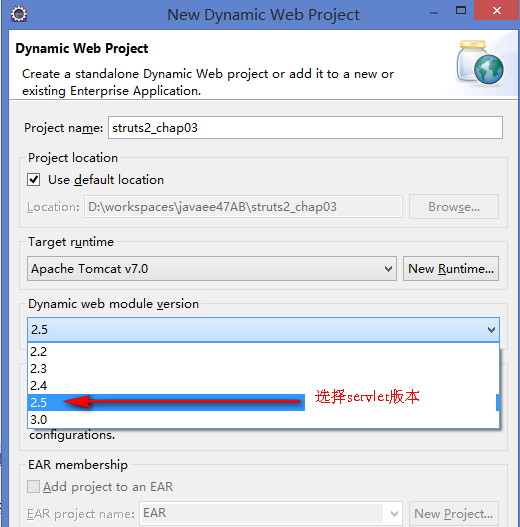 New Dynamic Web Project
Dynamic Web Project
Create a standalone Dynamic Web project or add it to a new or
existing Enterprise Application.
Project name: struts2_chap03
Project location
Use default location
Location: D:\workspaces\javaee47AB\struts2_chap03 Browse...
Target runtime
Apache Tomcat v7.0 New Runtime...
Dynamic web module version
2.5
2.2
2.3
2.4
2.5 选择servlet版本
3.0
configurations.
EAR membership
Add project to an EAR
EAR project name: EAR New Project...